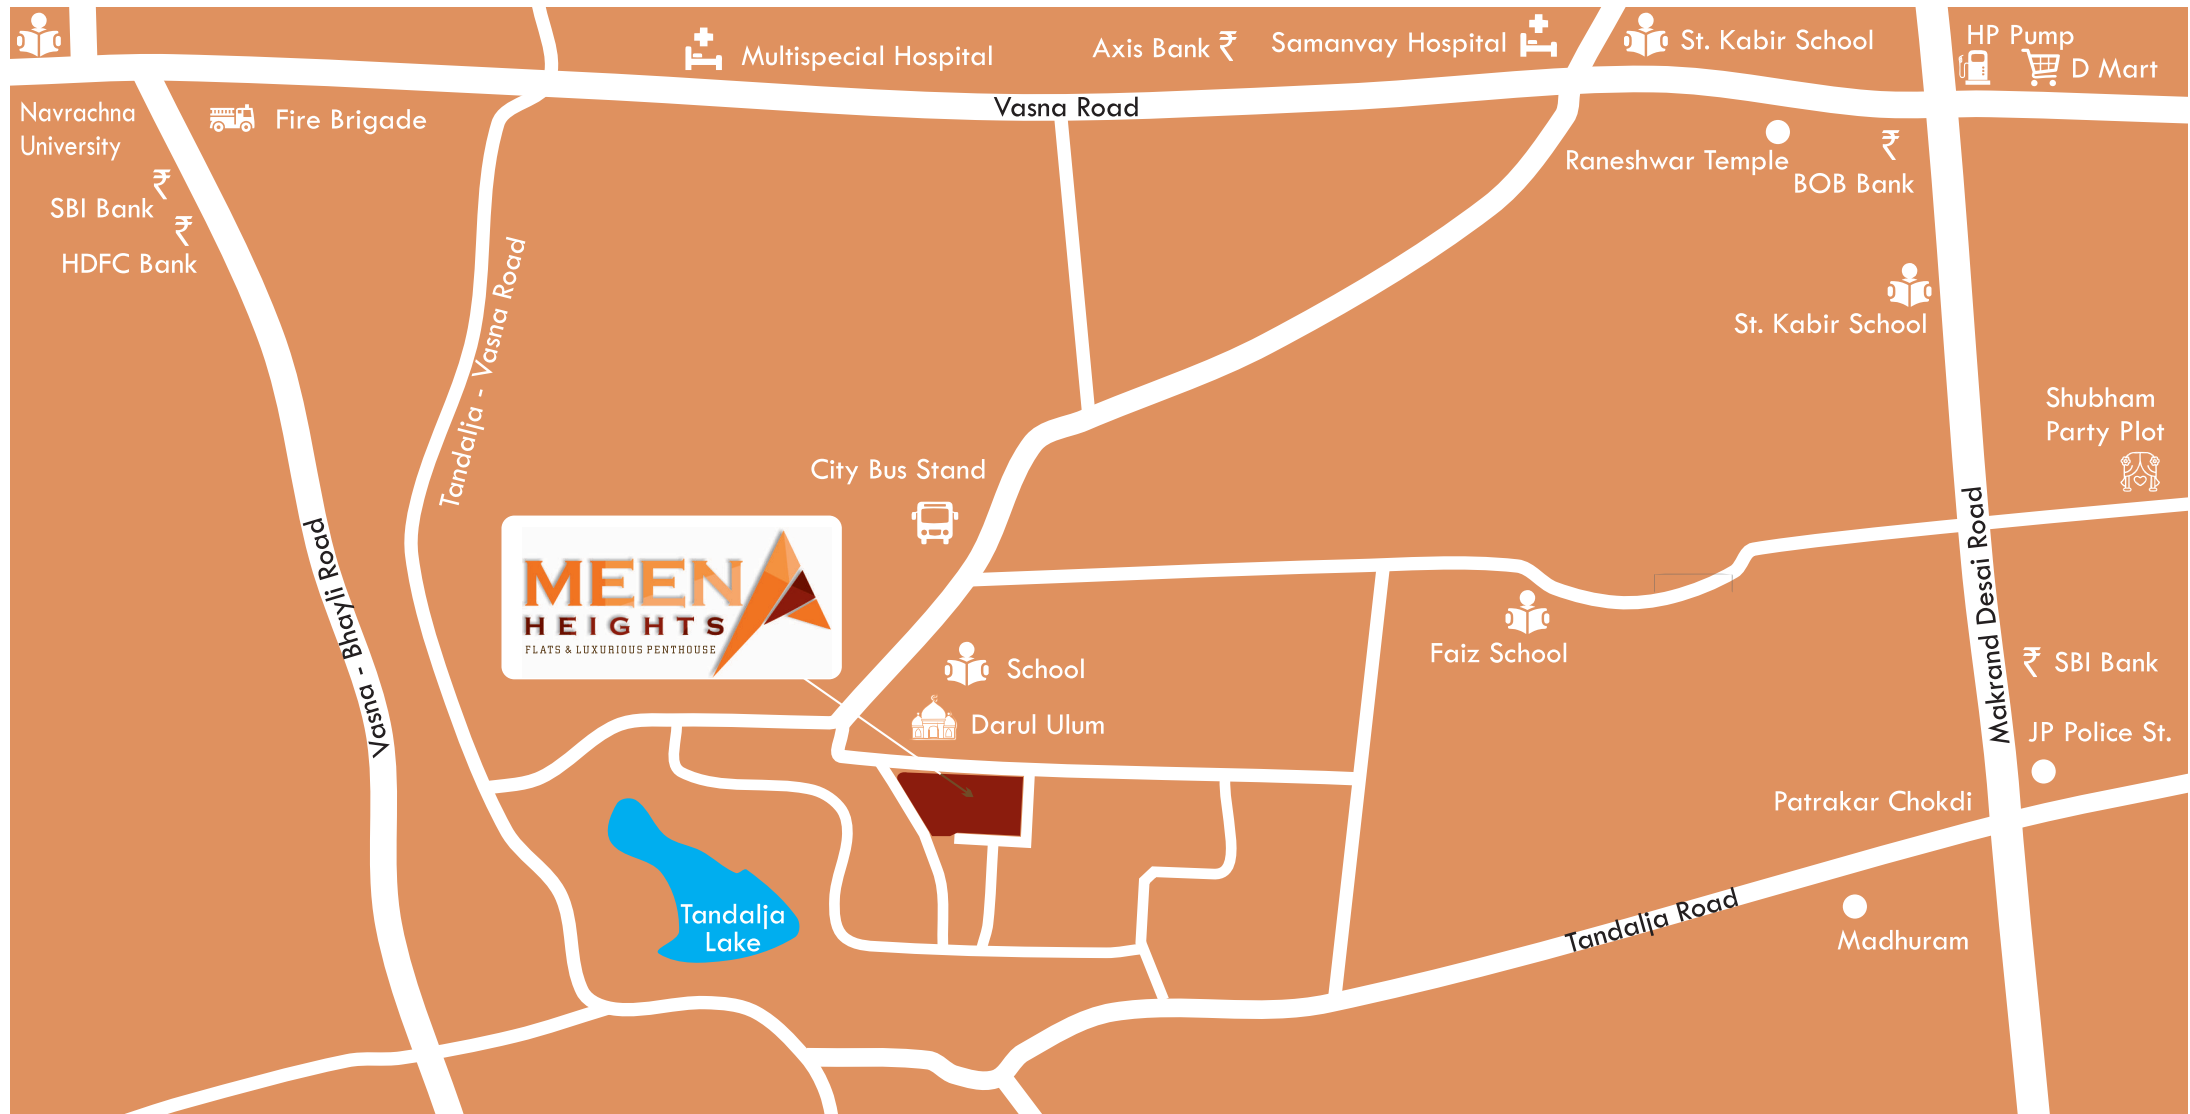 Multispecial Hospital
Axis Bank ₹
Samanvay Hospital
St. Kabir School
HP Pump
D Mart
Navrachna
University
Fire Brigade
Vasna Road
Raneshwar Temple
₹
BOB Bank
₹
SBI Bank
₹
HDFC Bank
Tandalja - Vasna Road
St. Kabir School
Shubham
Party Plot
City Bus Stand
Vasna - Bhayli Road
MEENA
HEIGHTS
FLATS & LUXURIOUS PENTHOUSE
Makrand Desai Road
Faiz School
School
₹ SBI Bank
Darul Ulum
JP Police St.
Patrakar Chokdi
Tandalja
Lake
Tandalja Road
Madhuram